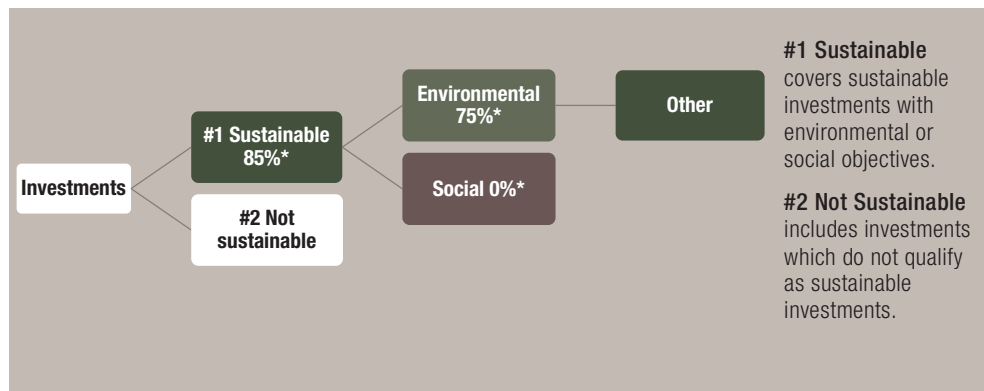 Investments
#1 Sustainable
85%*
#2 Not
sustainable
Environmental
75%*
Social 0%*
Other
#1 Sustainable
covers sustainable
investments with
environmental or
social objectives.
#2 Not Sustainable
includes investments
which do not qualify
as sustainable
investments.